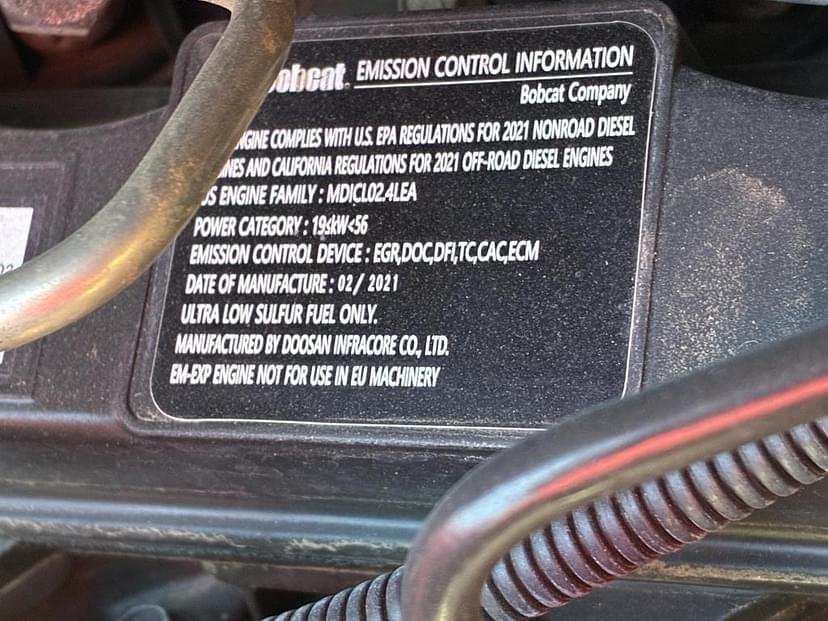 Bobcat. EMISSION CONTROL INFORMATION
Bobcat Company
COMPLIES WITH U.S. EPA REGULATIONS FOR 2021 NONROAD DIESEL
AND CALIFORNIA REGULATIONS FOR 2021 OFF-ROAD DIESEL ENGINES
US ENGINE FAMILY : MDICL02.4LEA
POWER CATEGORY : 19≤kW<56
EMISSION CONTROL DEVICE : EGR,DOC,DFI,TC,CAC,ECM
DATE OF MANUFACTURE : 02/ 2021
ULTRA LOW SULFUR FUEL ONLY.
MANUFACTURED BY DOOSAN INFRACORE CO., LTD.
EM-EXP ENGINE NOT FOR USE IN EU MACHINERY